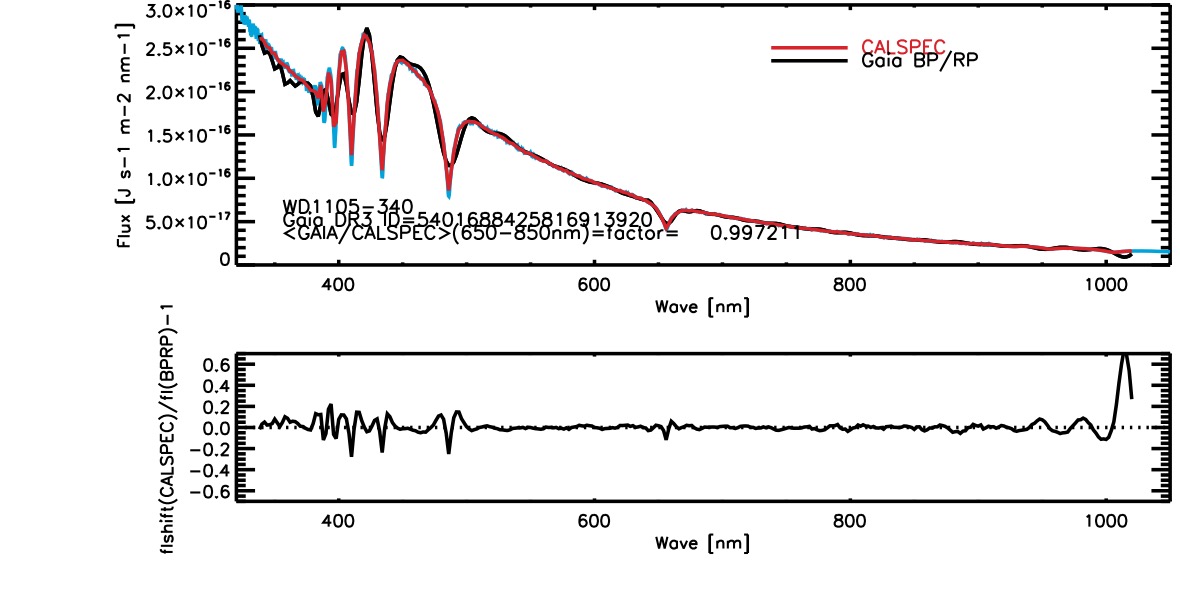 3.0×10⁻¹⁶
2.5×10⁻¹⁶
2.0×10⁻¹⁶
1.5×10⁻¹⁶
1.0×10⁻¹⁶
5.0×10⁻¹⁷
0
Flux [J s−1 m−2 nm−1]
CALSPEC
Gaia BP/RP
WD1105−340
Gaia DR3 ID=5401688425816913920
<GAIA/CALSPEC>(650−850nm)=factor= 0.997211
400 600 800 1000
Wave [nm]
flshift(CALSPEC)/fl(BPRP)−1
0.6
0.4
0.2
0.0
−0.2
−0.4
−0.6
400 600 800 1000
Wave [nm]